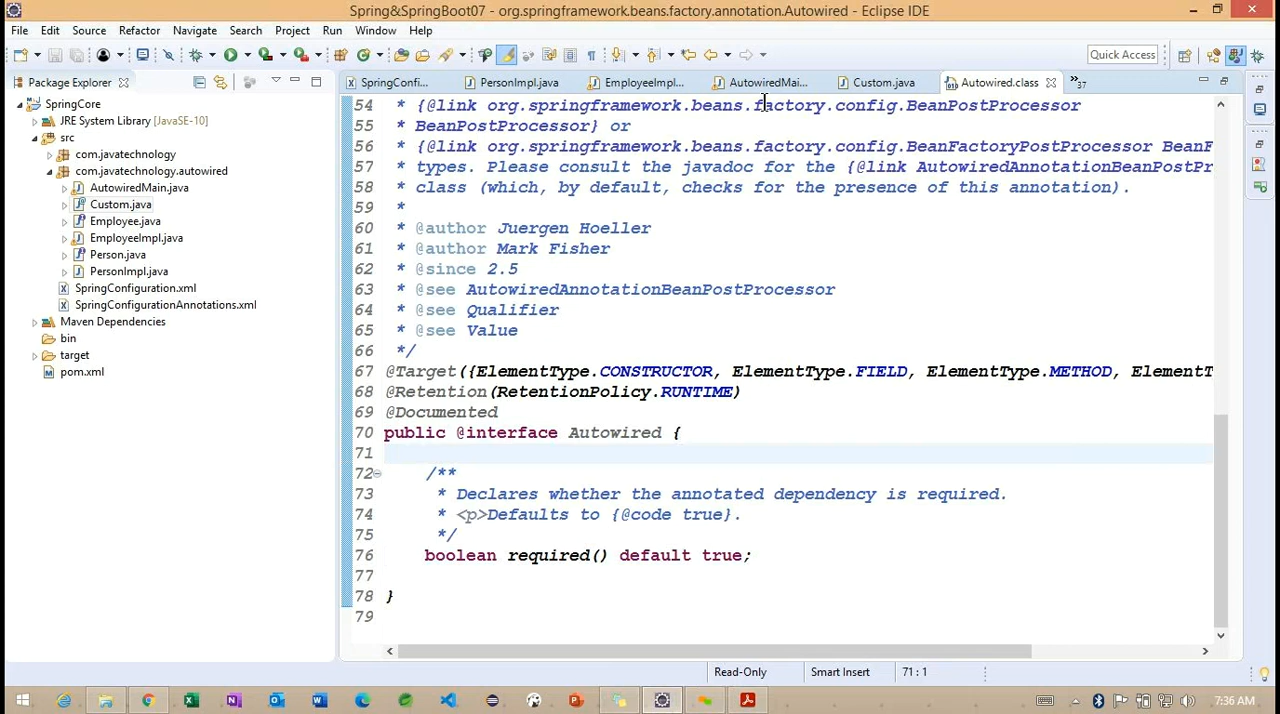 Spring&SpringBoot07 - org.springframework.beans.factory.annotation.Autowired - Eclipse IDE
File Edit Source Refactor Navigate Search Project Run Window Help
Quick Access
Package Explorer
SpringConfi... PersonImpl.java EmployeeImpl... AutowiredMai... Custom.java Autowired.class »37
SpringCore
JRE System Library [JavaSE-10]
src
com.javatechnology
com.javatechnology.autowired
AutowiredMain.java
Custom.java
Employee.java
EmployeeImpl.java
Person.java
PersonImpl.java
SpringConfiguration.xml
SpringConfigurationAnnotations.xml
Maven Dependencies
bin
target
pom.xml
54 * {@link org.springframework.beans.factory.config.BeanPostProcessor
55 * BeanPostProcessor} or
56 * {@link org.springframework.beans.factory.config.BeanFactoryPostProcessor BeanF
57 * types. Please consult the javadoc for the {@link AutowiredAnnotationBeanPostPr
58 * class (which, by default, checks for the presence of this annotation).
59 *
60 * @author Juergen Hoeller
61 * @author Mark Fisher
62 * @since 2.5
63 * @see AutowiredAnnotationBeanPostProcessor
64 * @see Qualifier
65 * @see Value
66 */
67 @Target({ElementType.CONSTRUCTOR, ElementType.FIELD, ElementType.METHOD, ElementT
68 @Retention(RetentionPolicy.RUNTIME)
69 @Documented
70 public @interface Autowired {
71
72 /**
73 * Declares whether the annotated dependency is required.
74 * <p>Defaults to {@code true}.
75 */
76 boolean required() default true;
77
78 }
79
Read-Only Smart Insert 71 : 1
7:36 AM